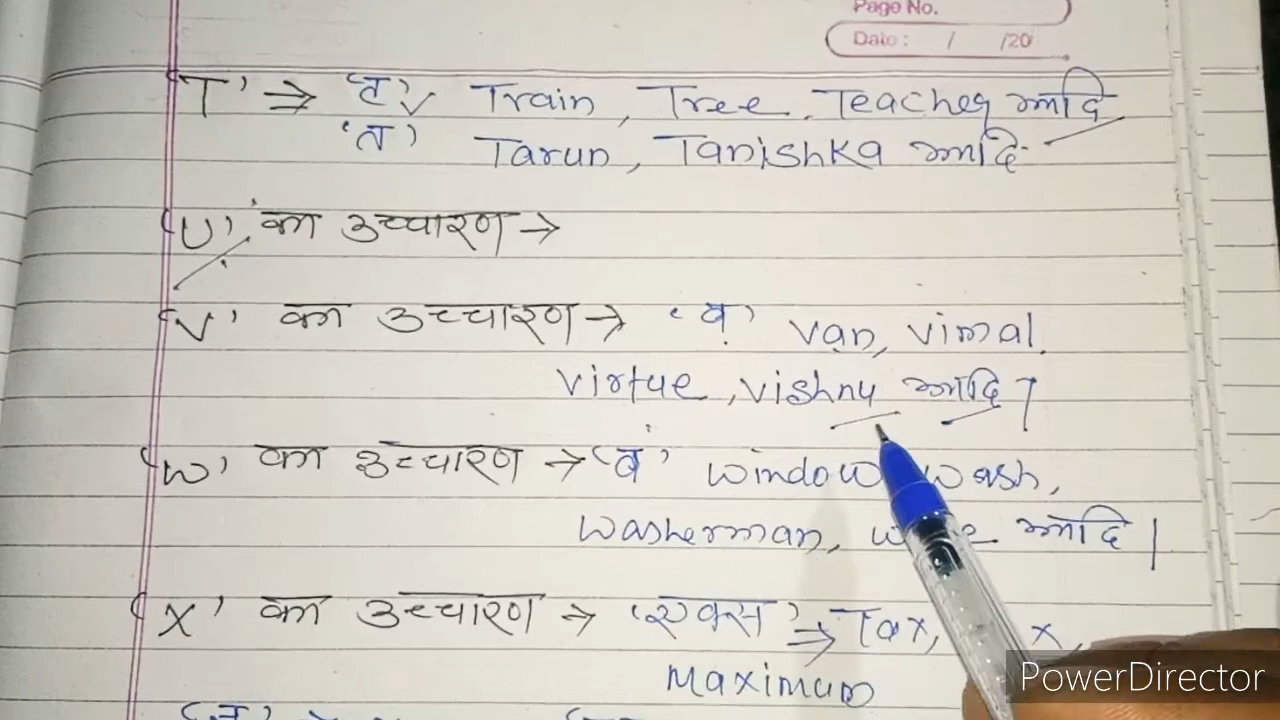 Page No.
Date : / /20
'T' ⇒ 'ट' ✓ Train, Tree, Teacher आदि
'त' Tarun, Tanishka आदि
'U' का उच्चारण →
'V' का उच्चारण → 'व' Van, Vimal,
Virtue, Vishnu आदि।
'W' का उच्चारण → 'व' window wash,
washerman, आदि।
'X' का उच्चारण → 'एक्स' ⇒ Tax,
Maximum
PowerDirector